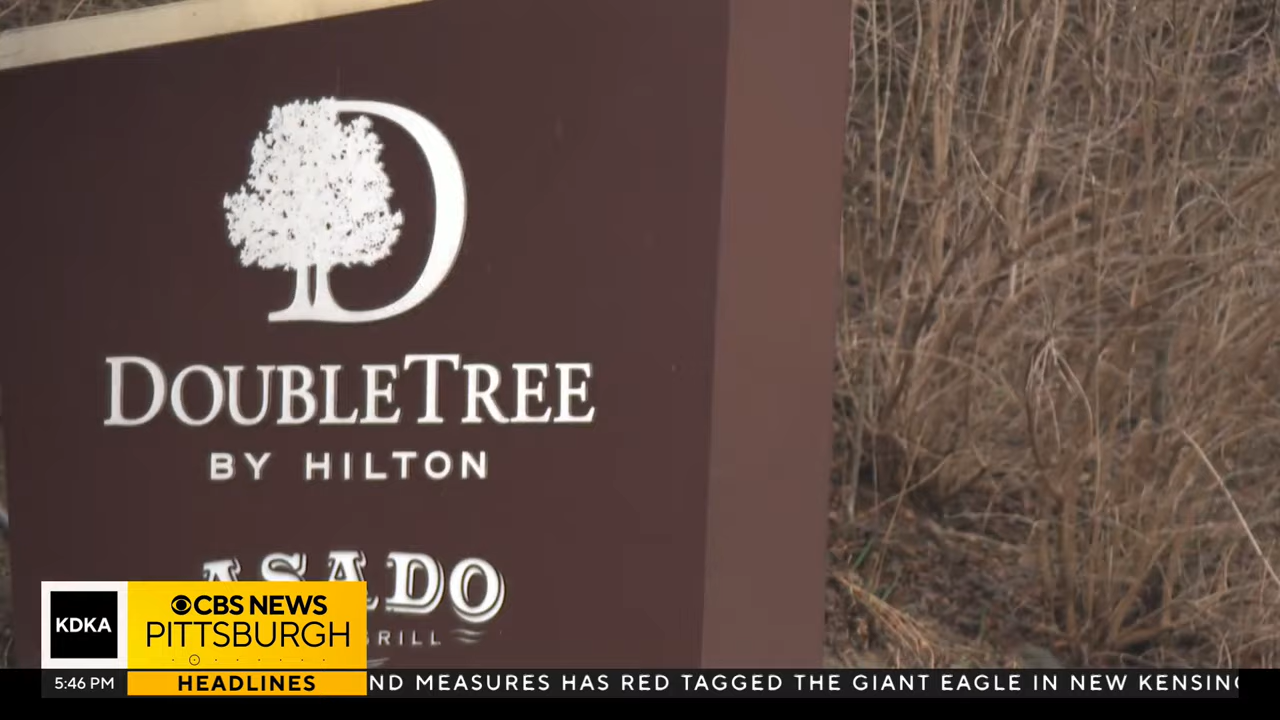 D
DOUBLETREE
BY HILTON
ASADO
GRILL
KDKA
CBS NEWS
PITTSBURGH
5:46 PM
HEADLINES
ND MEASURES HAS RED TAGGED THE GIANT EAGLE IN NEW